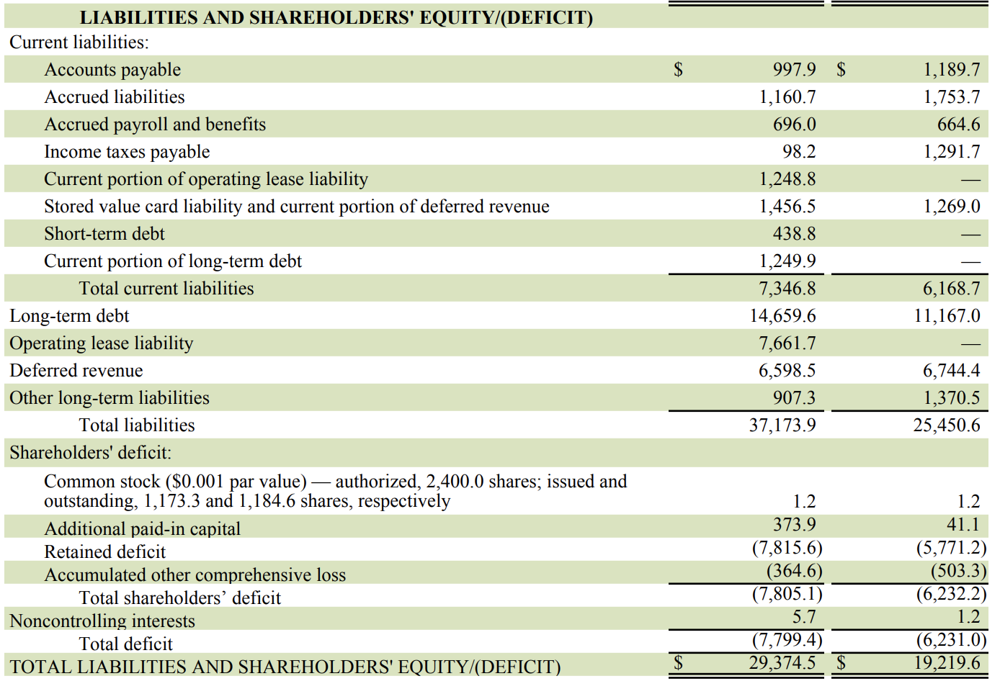 LIABILITIES AND SHAREHOLDERS' EQUITY/(DEFICIT)
Current liabilities:
Accounts payable $ 997.9 $ 1,189.7
Accrued liabilities 1,160.7 1,753.7
Accrued payroll and benefits 696.0 664.6
Income taxes payable 98.2 1,291.7
Current portion of operating lease liability 1,248.8 —
Stored value card liability and current portion of deferred revenue 1,456.5 1,269.0
Short-term debt 438.8 —
Current portion of long-term debt 1,249.9 —
Total current liabilities 7,346.8 6,168.7
Long-term debt 14,659.6 11,167.0
Operating lease liability 7,661.7 —
Deferred revenue 6,598.5 6,744.4
Other long-term liabilities 907.3 1,370.5
Total liabilities 37,173.9 25,450.6
Shareholders' deficit:
Common stock ($0.001 par value) — authorized, 2,400.0 shares; issued and
outstanding, 1,173.3 and 1,184.6 shares, respectively 1.2 1.2
Additional paid-in capital 373.9 41.1
Retained deficit (7,815.6) (5,771.2)
Accumulated other comprehensive loss (364.6) (503.3)
Total shareholders’ deficit (7,805.1) (6,232.2)
Noncontrolling interests 5.7 1.2
Total deficit (7,799.4) (6,231.0)
TOTAL LIABILITIES AND SHAREHOLDERS' EQUITY/(DEFICIT) $ 29,374.5 $ 19,219.6